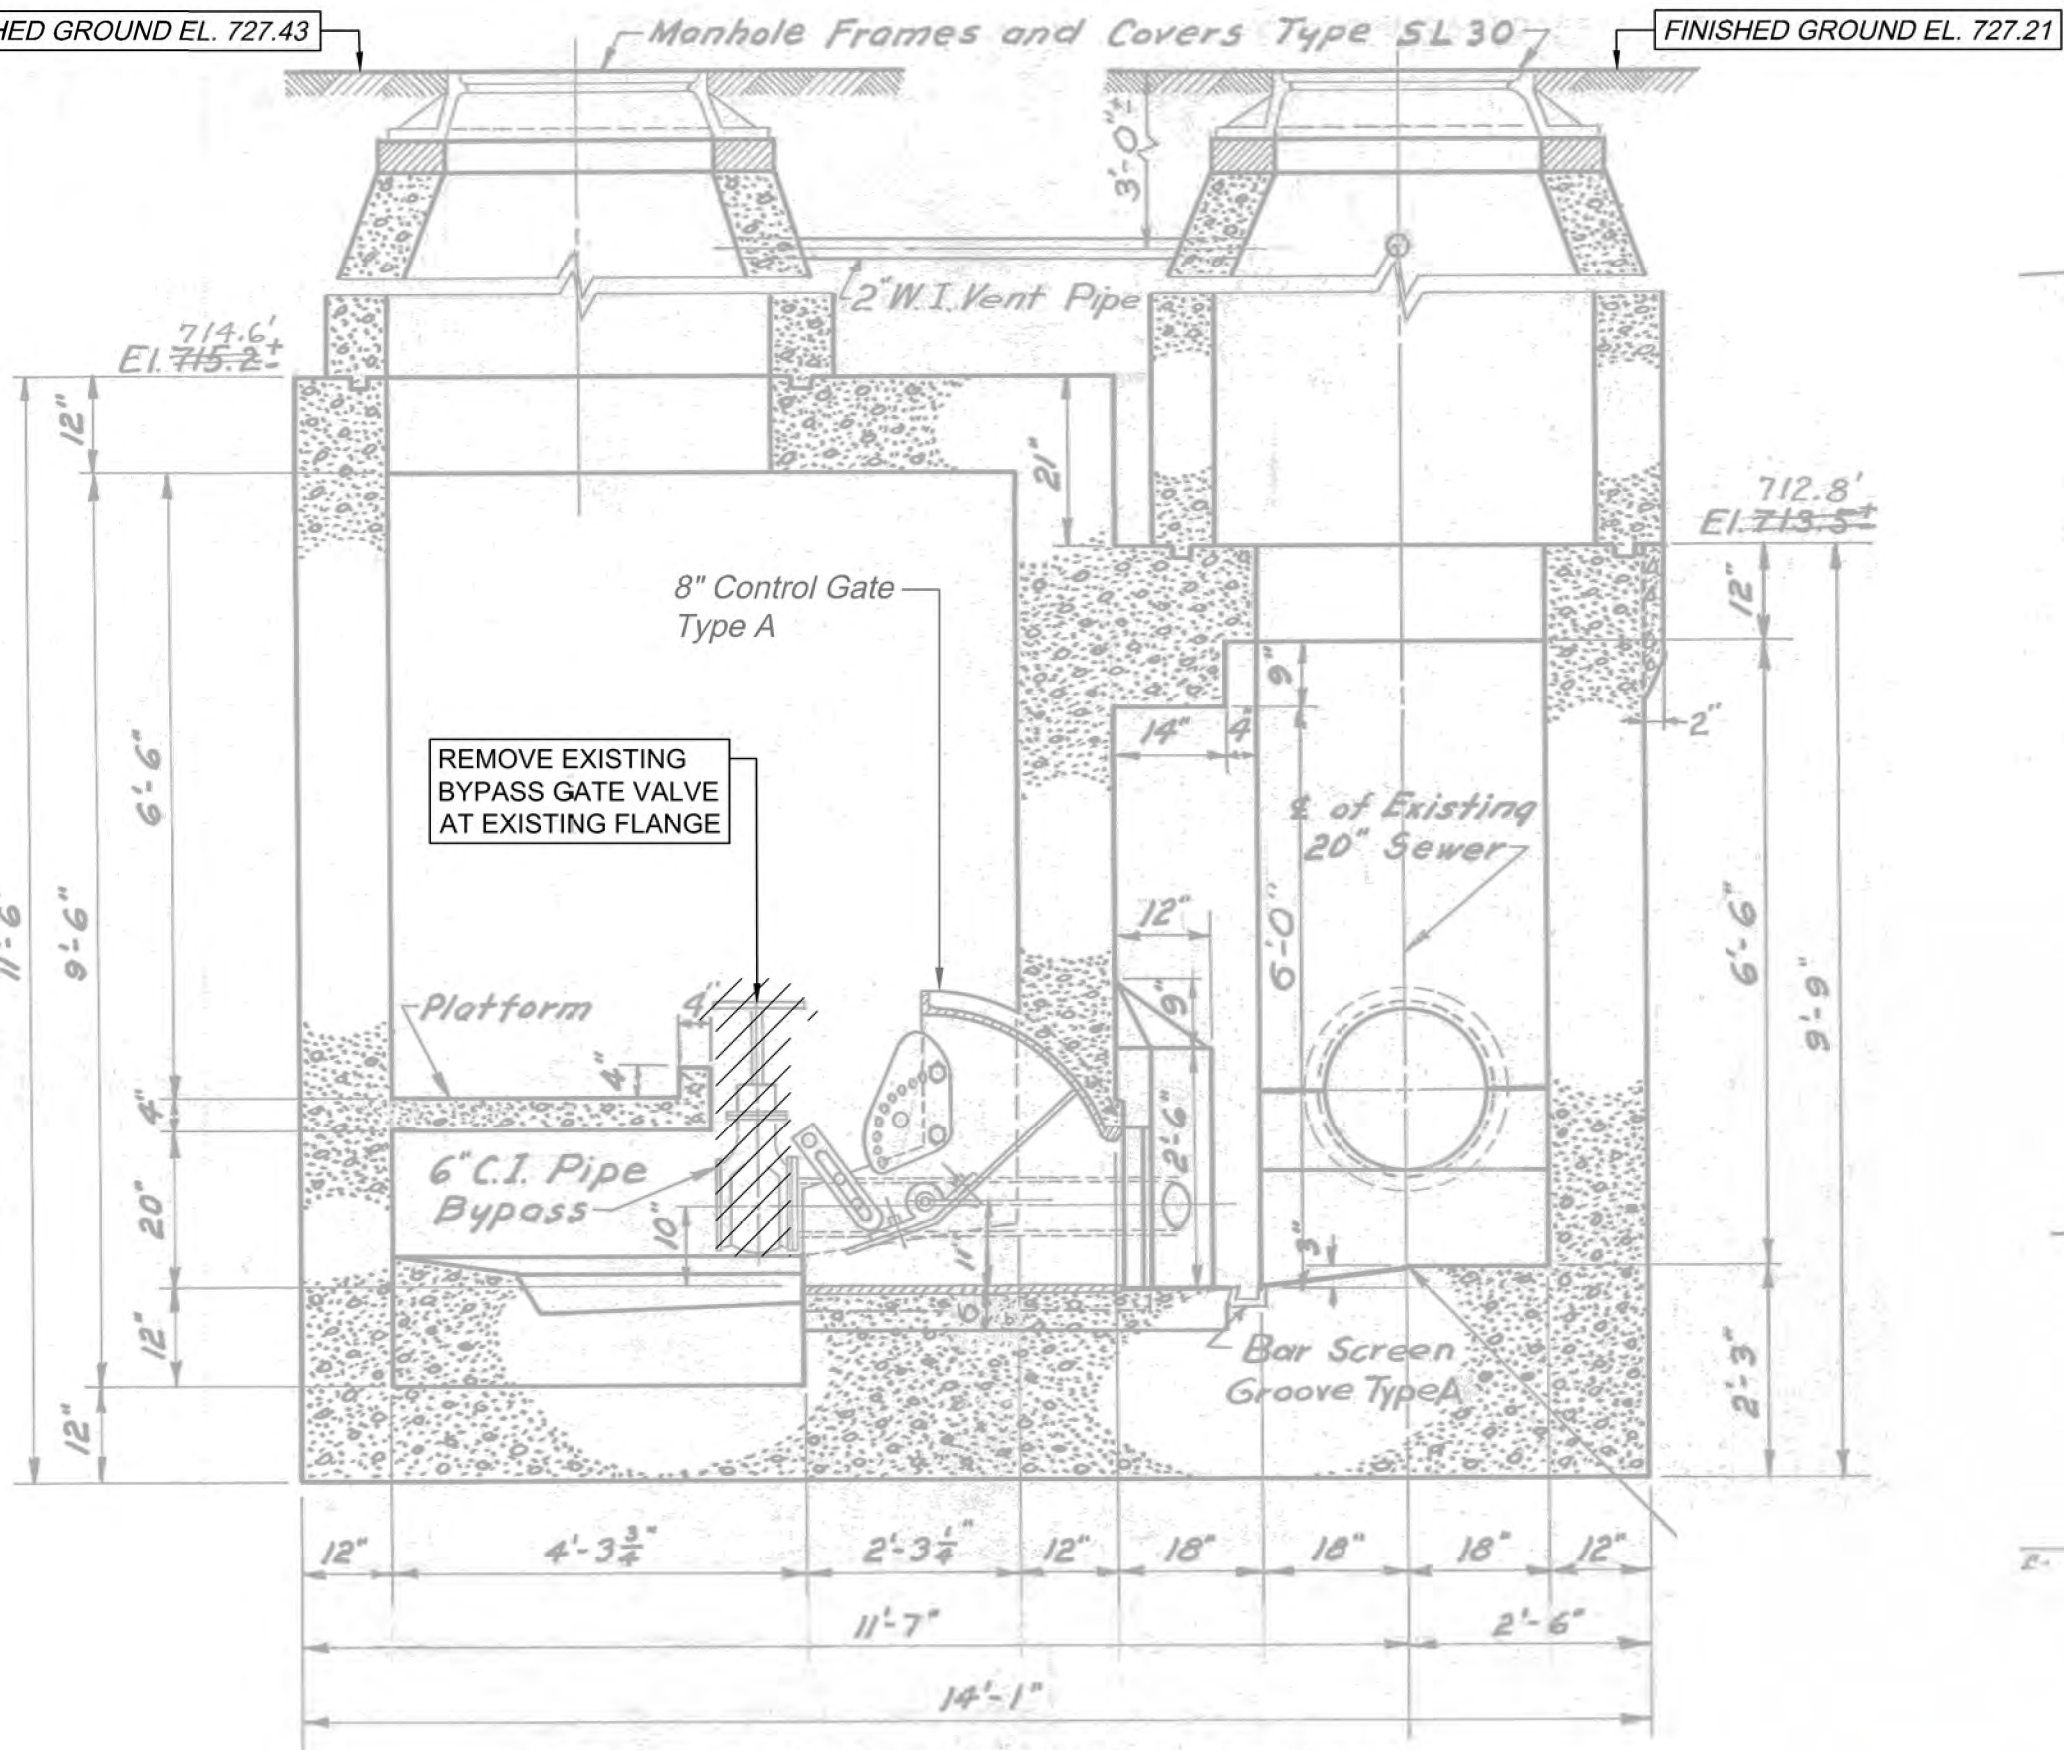 HED GROUND EL. 727.43
Manhole Frames and Covers Type SL 30
FINISHED GROUND EL. 727.21
3'-0"±
2" W.I. Vent Pipe
714.6'
El. 715.2±
12"
21"
712.8'
El. 713.5±
12"
8" Control Gate
Type A
9"
14"
4"
2"
6'-6"
REMOVE EXISTING
BYPASS GATE VALVE
AT EXISTING FLANGE
℄ of Existing
20" Sewer
11'-6"
9'-6"
12"
6'-0"
6'-6"
9'-9"
Platform
4"
9"
4"
4"
2'-6"
6" C.I. Pipe
Bypass
20"
10"
11"
3"
6"
12"
Bar Screen
Groove Type A
2'-3"
12"
12"
4'-3 3/4"
2'-3 1/4"
12"
18"
18"
18"
12"
11'-7"
2'-6"
14'-1"